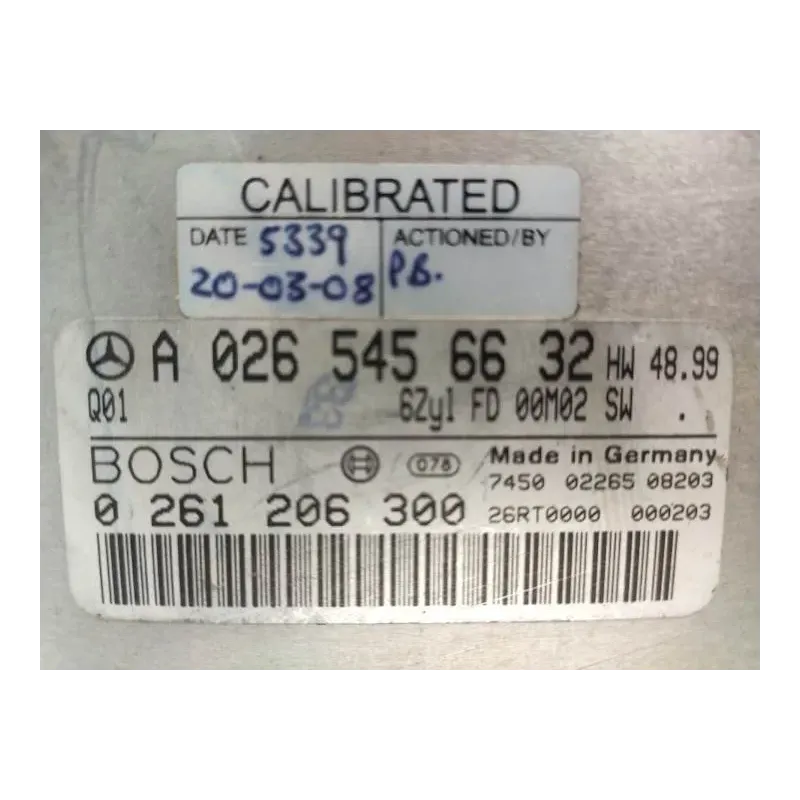 CALIBRATED
DATE 5339 ACTIONED/BY
20-03-08 P.B.
A 026 545 66 32 HW 48.99
Q01 6Zyl FD 00M02 SW .
BOSCH 078 Made in Germany
7450 02265 08203
0 261 206 300 26RT0000 000203